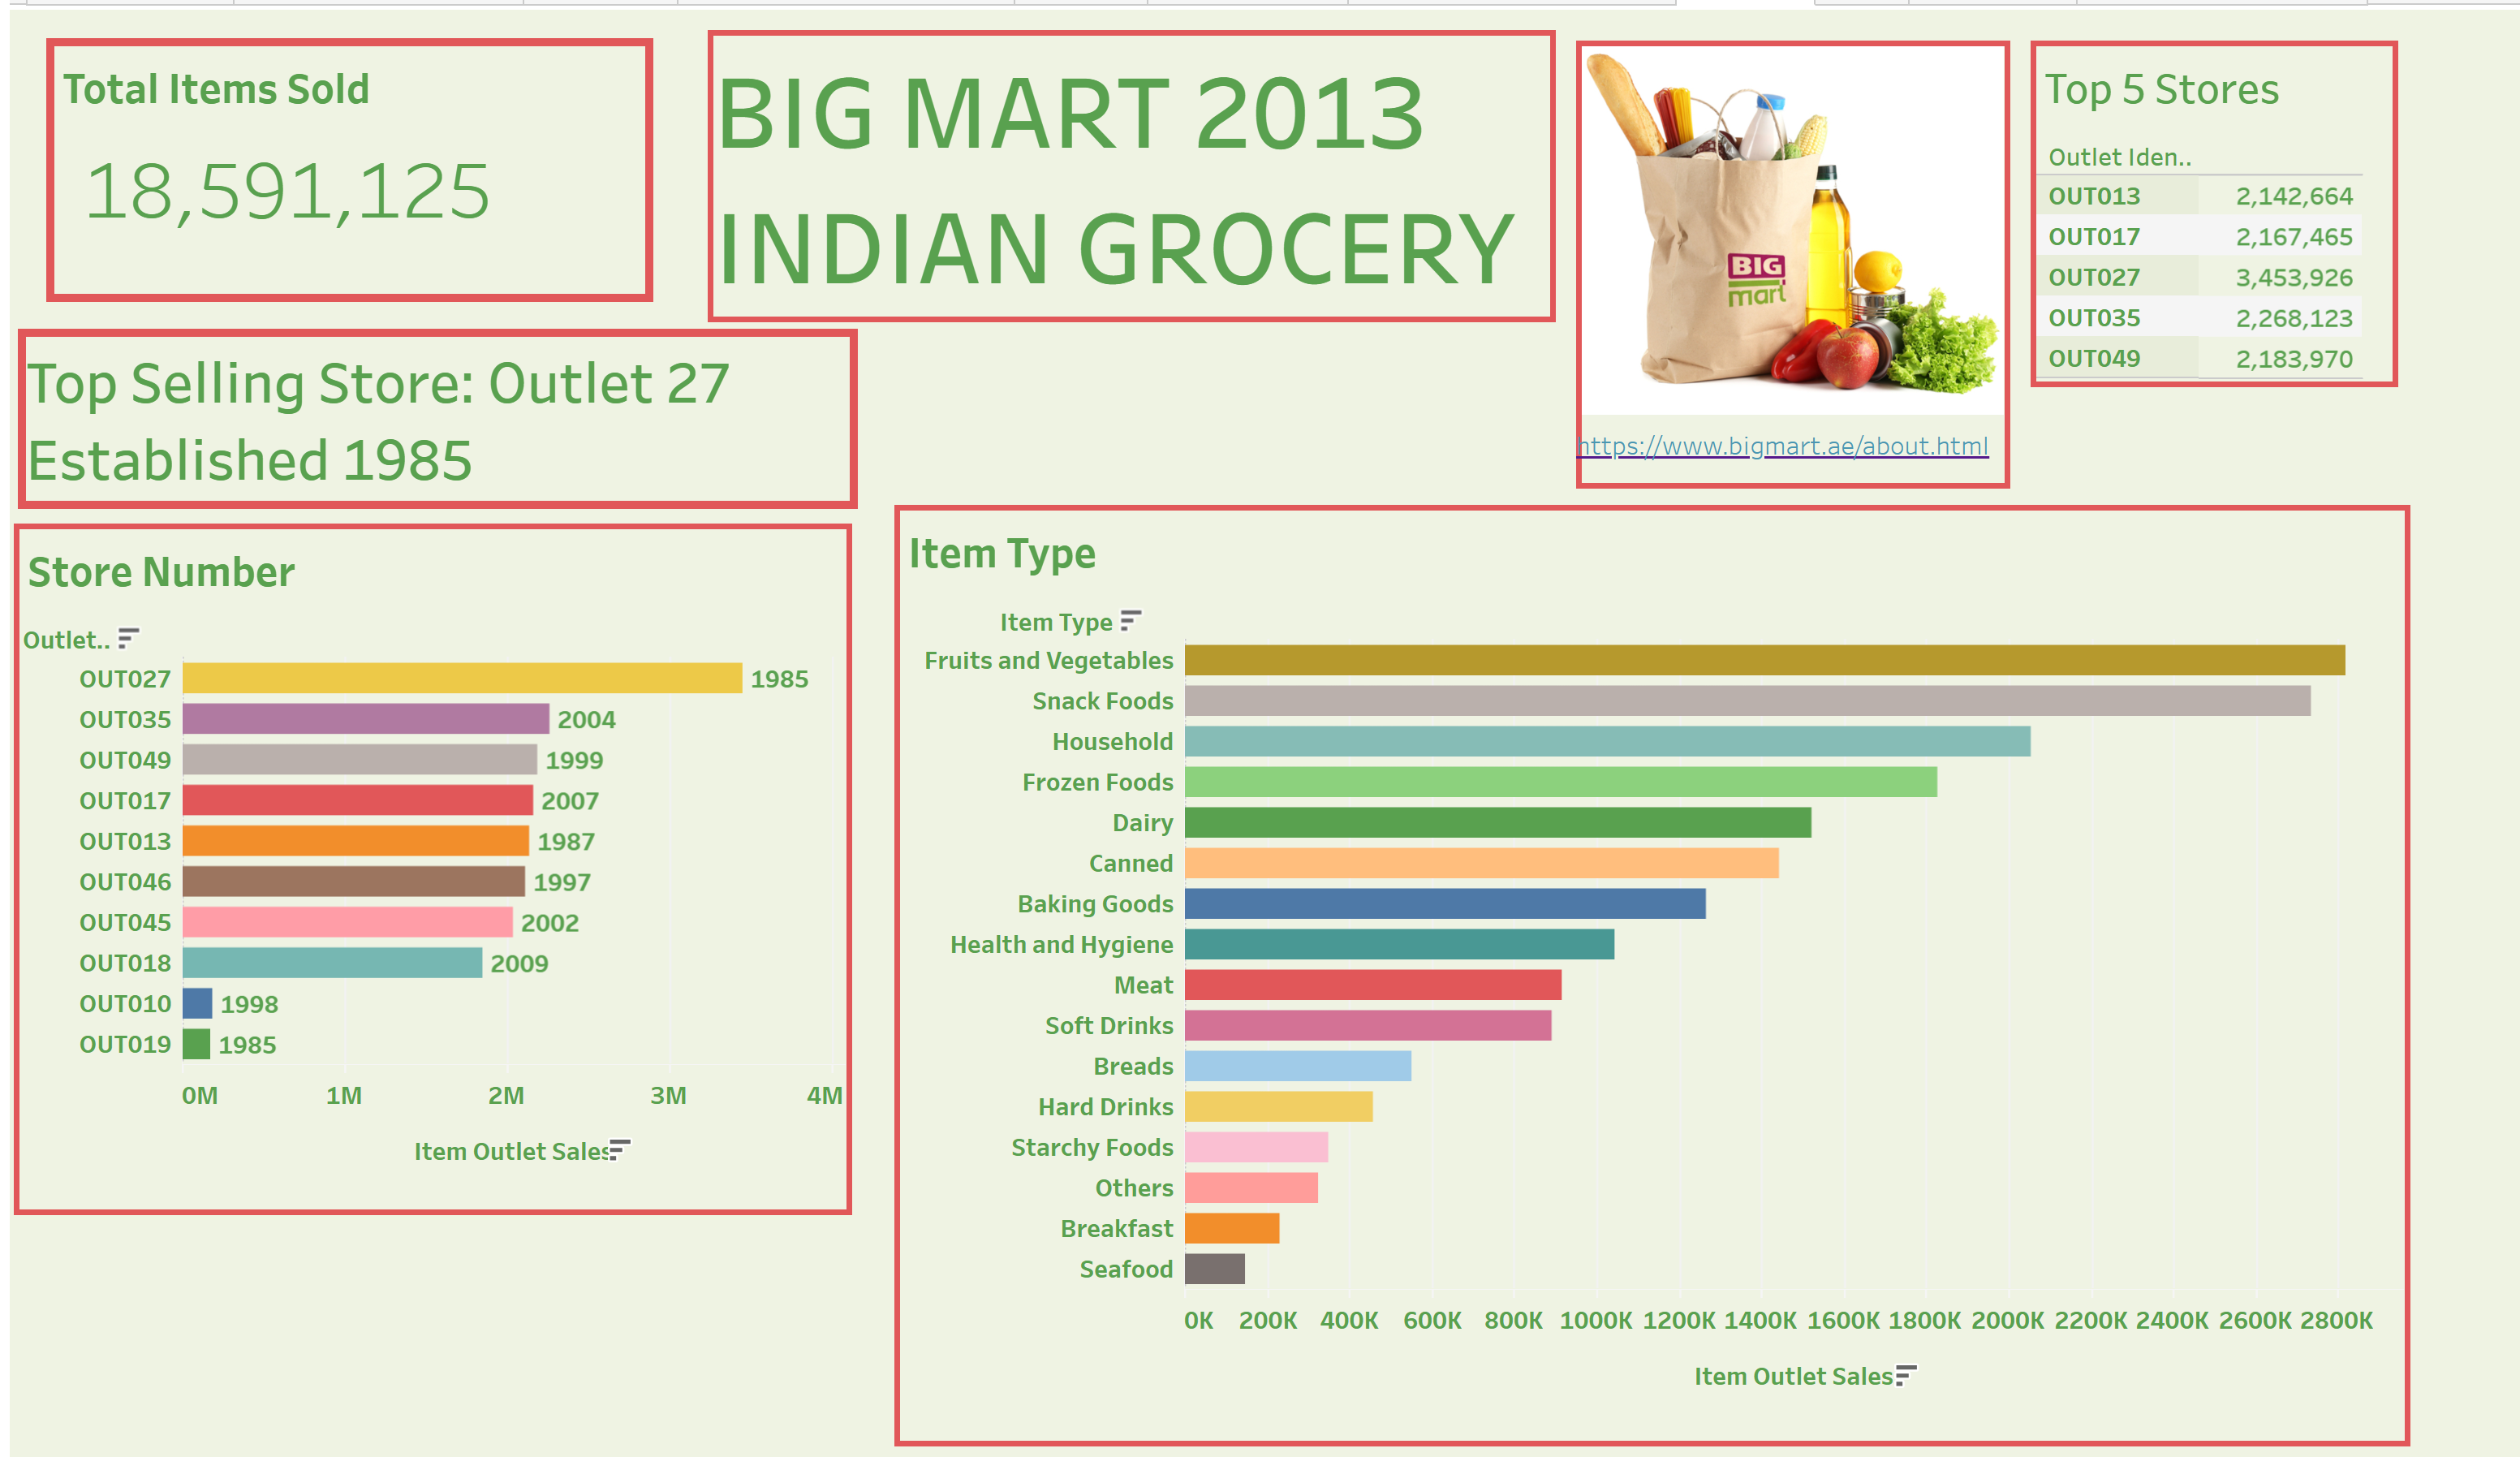 Total Items Sold
18,591,125
BIG MART 2013
INDIAN GROCERY
BIG
mart
https://www.bigmart.ae/about.html
Top 5 Stores
Outlet Iden..
OUT013 2,142,664
OUT017 2,167,465
OUT027 3,453,926
OUT035 2,268,123
OUT049 2,183,970
Top Selling Store: Outlet 27
Established 1985
Store Number
Outlet..
OUT027 1985
OUT035 2004
OUT049 1999
OUT017 2007
OUT013 1987
OUT046 1997
OUT045 2002
OUT018 2009
OUT010 1998
OUT019 1985
0M 1M 2M 3M 4M
Item Outlet Sales
Item Type
Item Type
Fruits and Vegetables
Snack Foods
Household
Frozen Foods
Dairy
Canned
Baking Goods
Health and Hygiene
Meat
Soft Drinks
Breads
Hard Drinks
Starchy Foods
Others
Breakfast
Seafood
0K 200K 400K 600K 800K 1000K 1200K 1400K 1600K 1800K 2000K 2200K 2400K 2600K 2800K
Item Outlet Sales